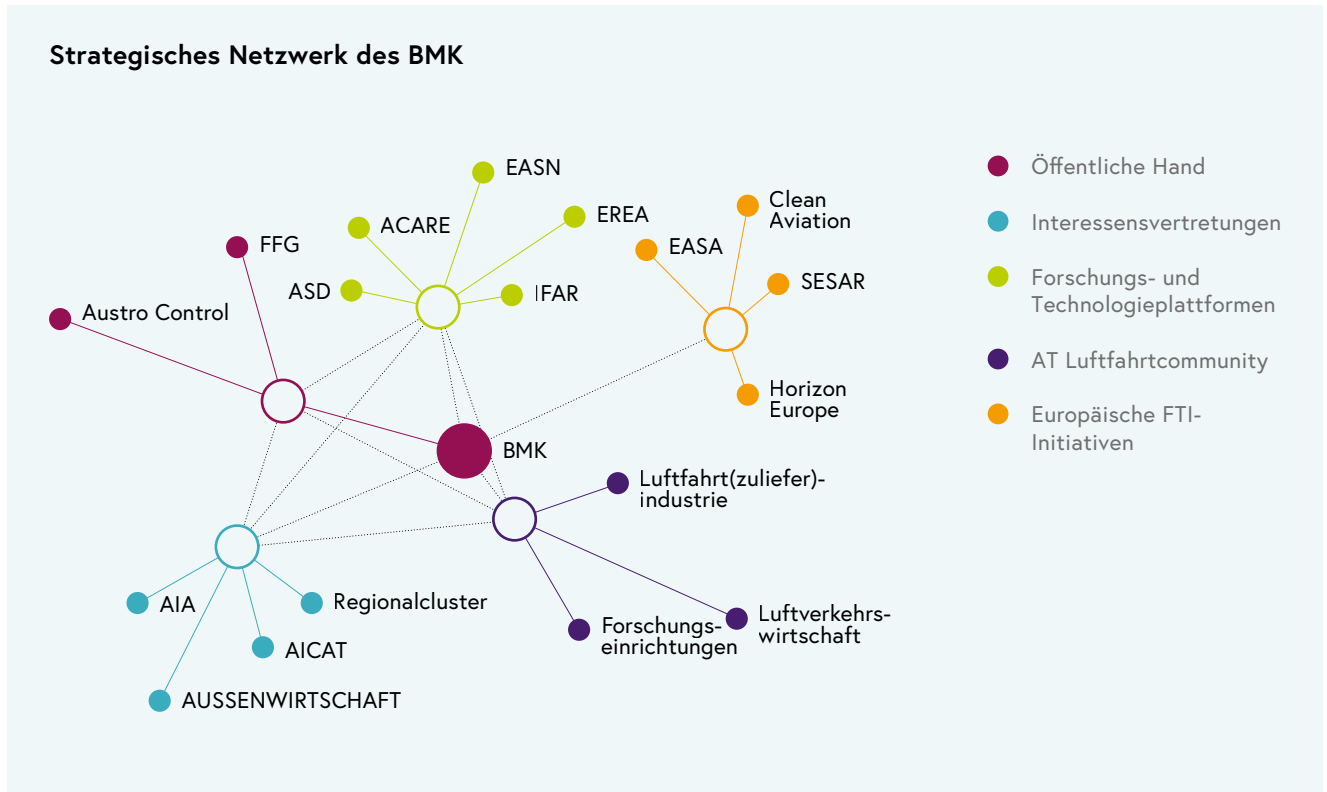 Strategisches Netzwerk des BMK
EASN
ACARE
EREA
FFG
ASD
IFAR
Austro Control
Clean
Aviation
EASA
SESAR
Horizon
Europe
BMK
Luftfahrt(zuliefer)-
industrie
AIA
Regionalcluster
AICAT
AUSSENWIRTSCHAFT
Forschungs-
einrichtungen
Luftverkehrs-
wirtschaft
Öffentliche Hand
Interessensvertretungen
Forschungs- und
Technologieplattformen
AT Luftfahrtcommunity
Europäische FTI-
Initiativen